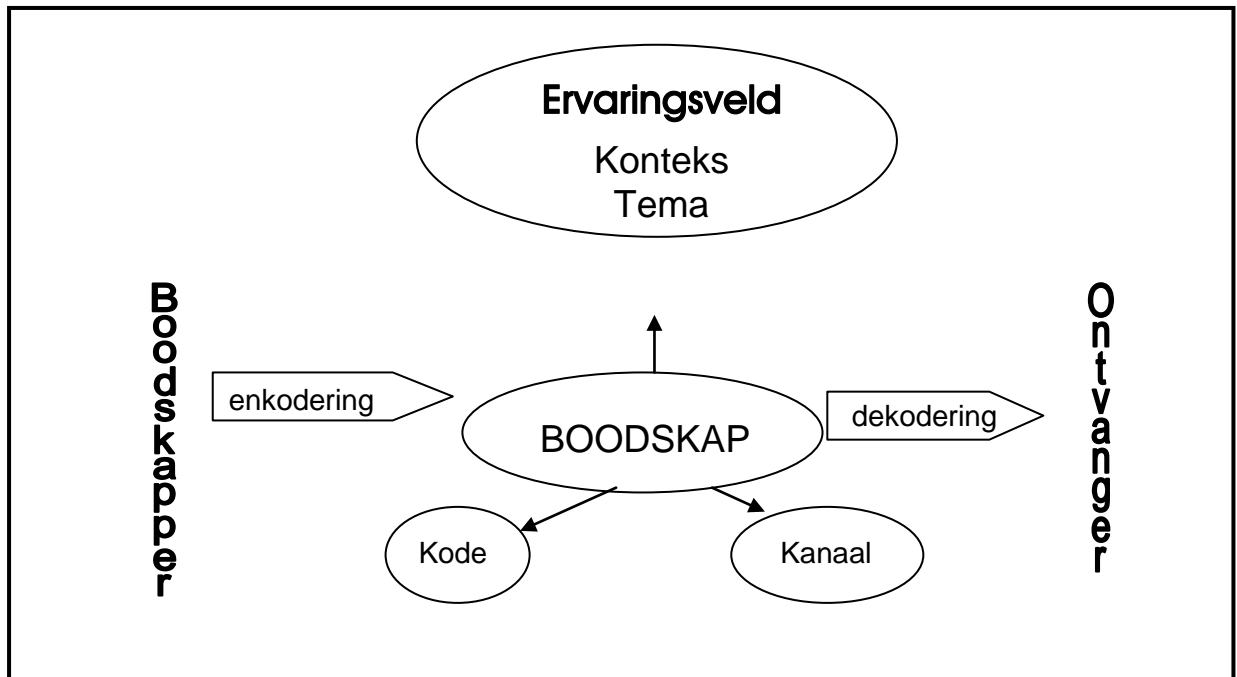 Ervaringsveld
Konteks
Tema
Boodskapper
enkodering
BOODSKAP
dekodering
Ontvanger
Kode
Kanaal